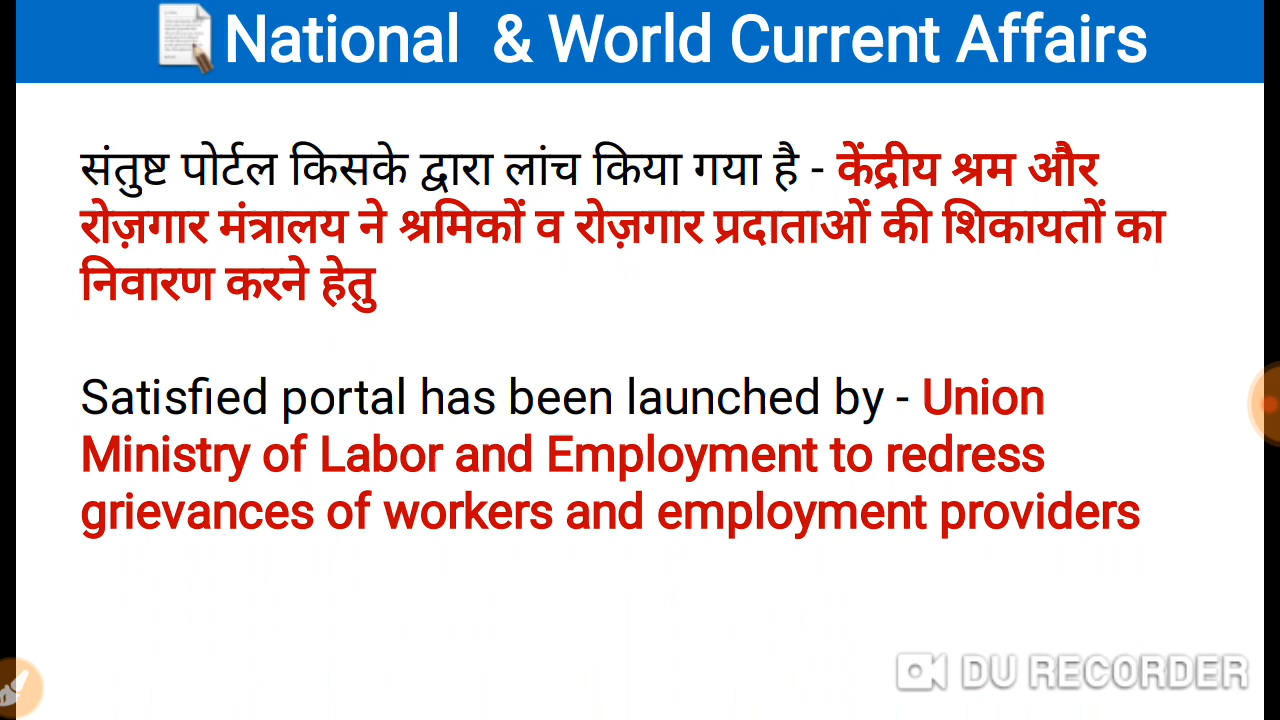 National & World Current Affairs
संतुष्ट पोर्टल किसके द्वारा लांच किया गया है - केंद्रीय श्रम और
रोज़गार मंत्रालय ने श्रमिकों व रोज़गार प्रदाताओं की शिकायतों का
निवारण करने हेतु
Satisfied portal has been launched by - Union
Ministry of Labor and Employment to redress
grievances of workers and employment providers
DU RECORDER